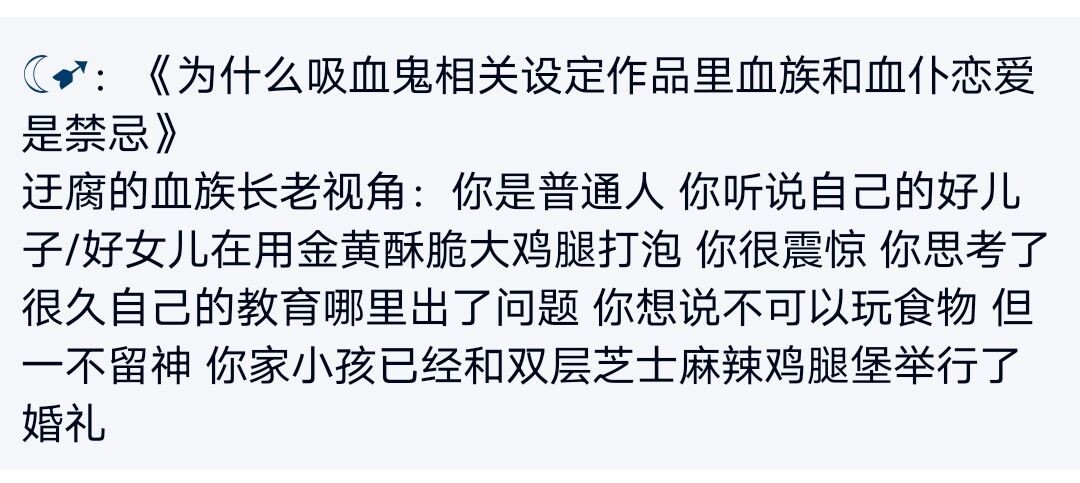 ☾➹：《为什么吸血鬼相关设定作品里血族和血仆恋爱
是禁忌》
迂腐的血族长老视角：你是普通人 你听说自己的好儿
子/好女儿在用金黄酥脆大鸡腿打泡 你很震惊 你思考了
很久自己的教育哪里出了问题 你想说不可以玩食物 但
一不留神 你家小孩已经和双层芝士麻辣鸡腿堡举行了
婚礼